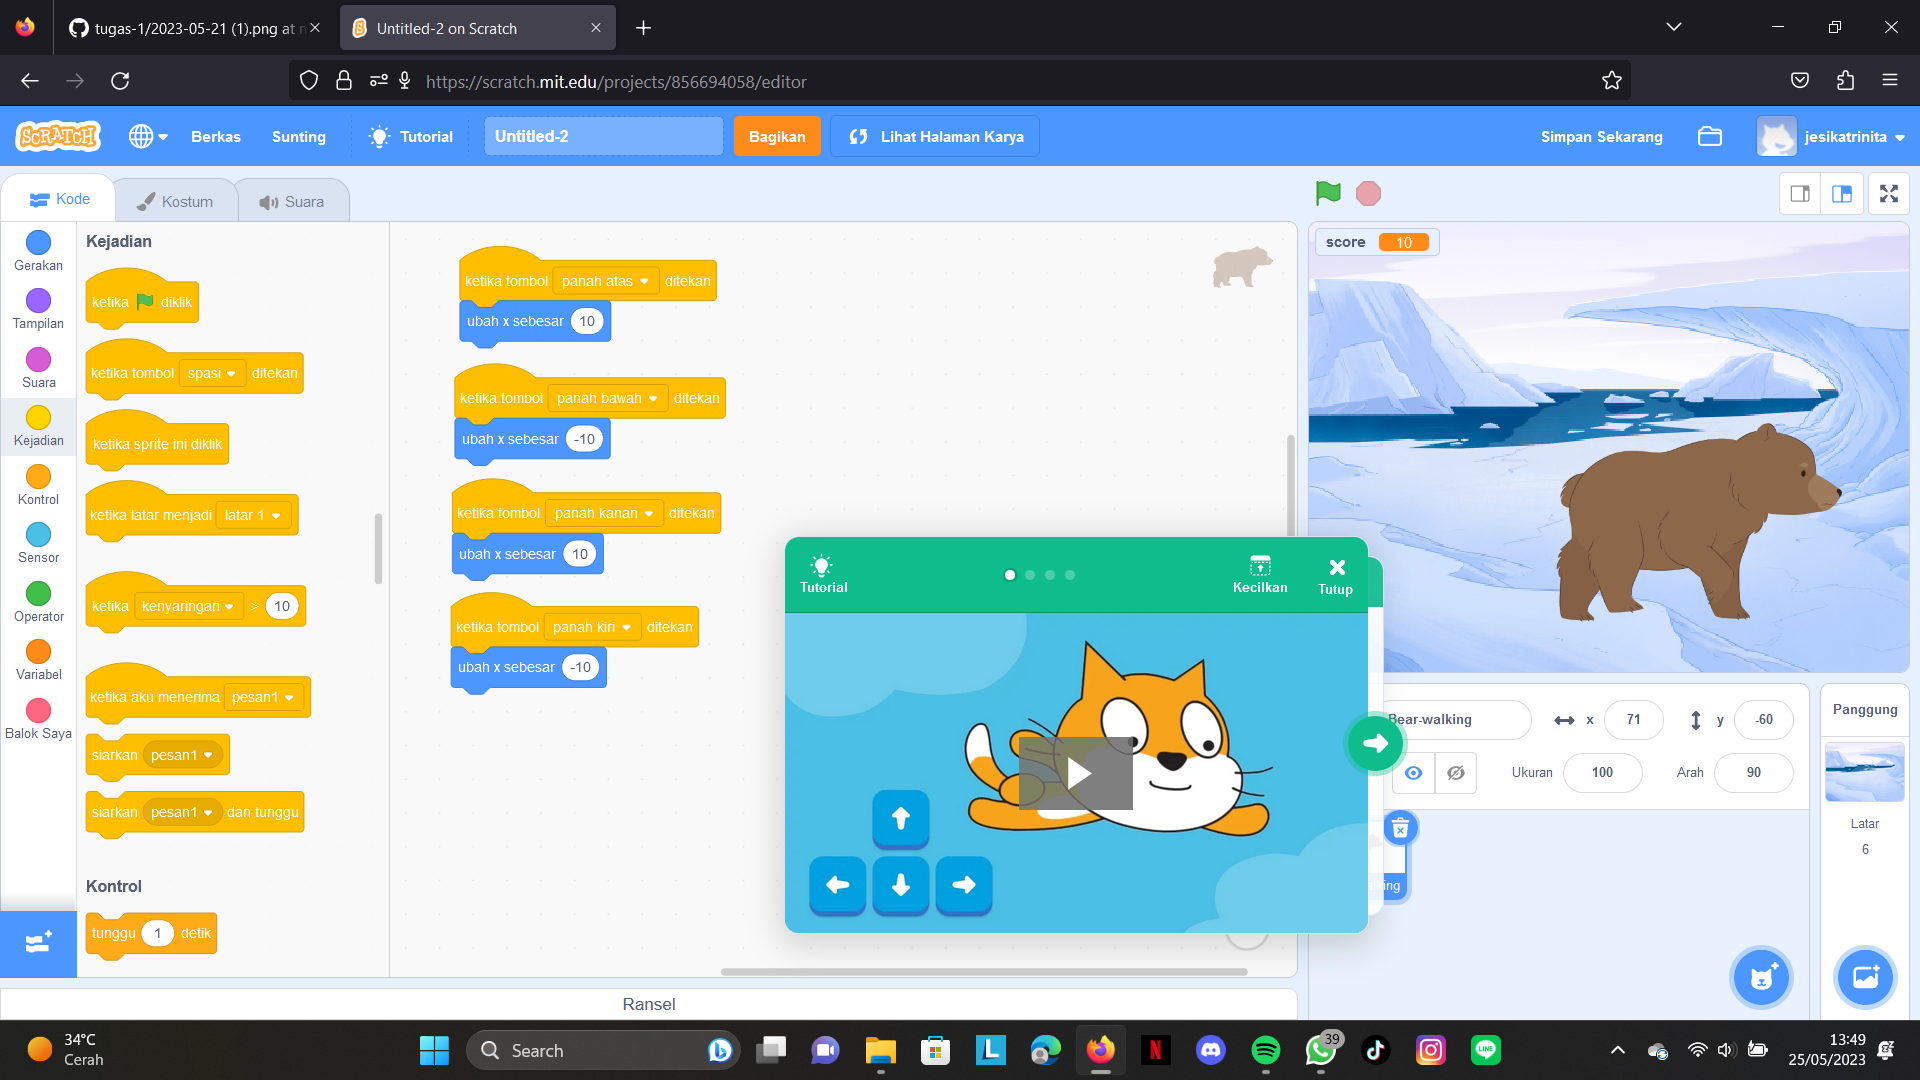 tugas-1/2023-05-21 (1).png at n
Untitled-2 on Scratch
https://scratch.mit.edu/projects/856694058/editor
SCRATCH
Berkas
Sunting
Tutorial
Untitled-2
Bagikan
Lihat Halaman Karya
Simpan Sekarang
jesikatrinita
Kode
Kostum
Suara
Gerakan
Tampilan
Suara
Kejadian
Kontrol
Sensor
Operator
Variabel
Balok Saya
Kejadian
ketika diklik
ketika tombol spasi ditekan
ketika sprite ini diklik
ketika latar menjadi latar 1
ketika kenyaringan > 10
ketika aku menerima pesan1
siarkan pesan1
siarkan pesan1 dan tunggu
Kontrol
tunggu 1 detik
ketika tombol panah atas ditekan
ubah x sebesar 10
ketika tombol panah bawah ditekan
ubah x sebesar -10
ketika tombol panah kanan ditekan
ubah x sebesar 10
ketika tombol panah kiri ditekan
ubah x sebesar -10
Tutorial
Kecilkan
Tutup
score 10
Bear-walking
x 71
y -60
Ukuran 100
Arah 90
ing
Panggung
Latar
6
Ransel
34°C
Cerah
Search
L
N
39
LINE
13:49
25/05/2023